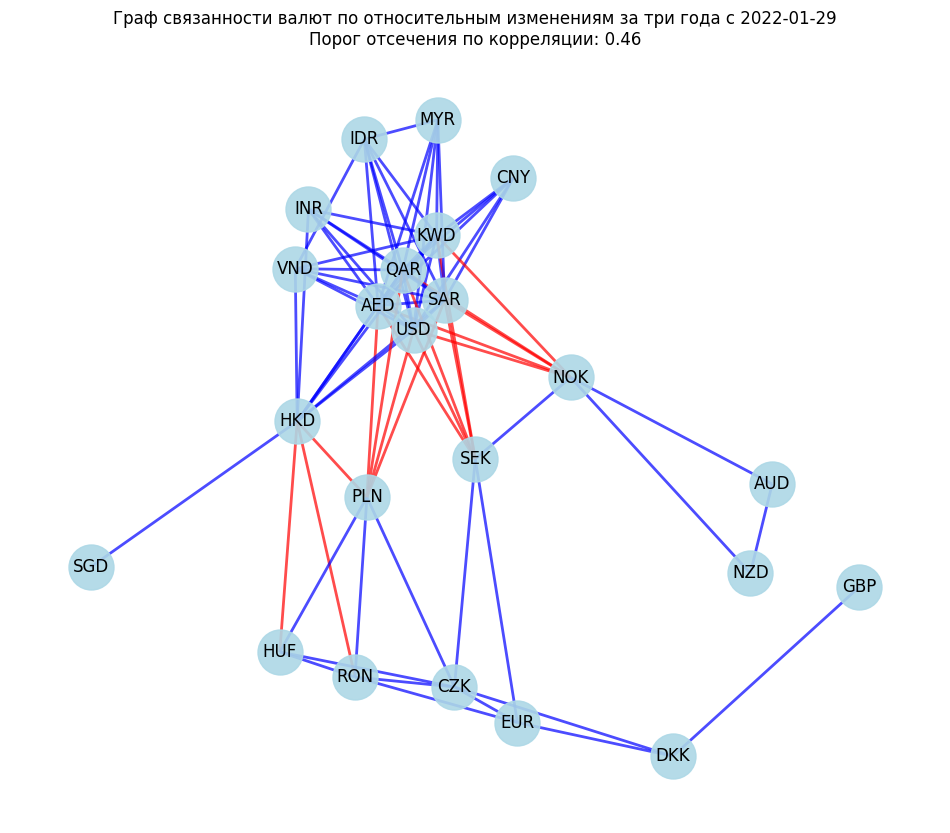 Граф связанности валют по относительным изменениям за три года с 2022-01-29
Порог отсечения по корреляции: 0.46
MYR
IDR
CNY
INR
KWD
VND
QAR
AED
SAR
USD
NOK
HKD
SEK
AUD
PLN
SGD
NZD
GBP
HUF
RON
CZK
EUR
DKK